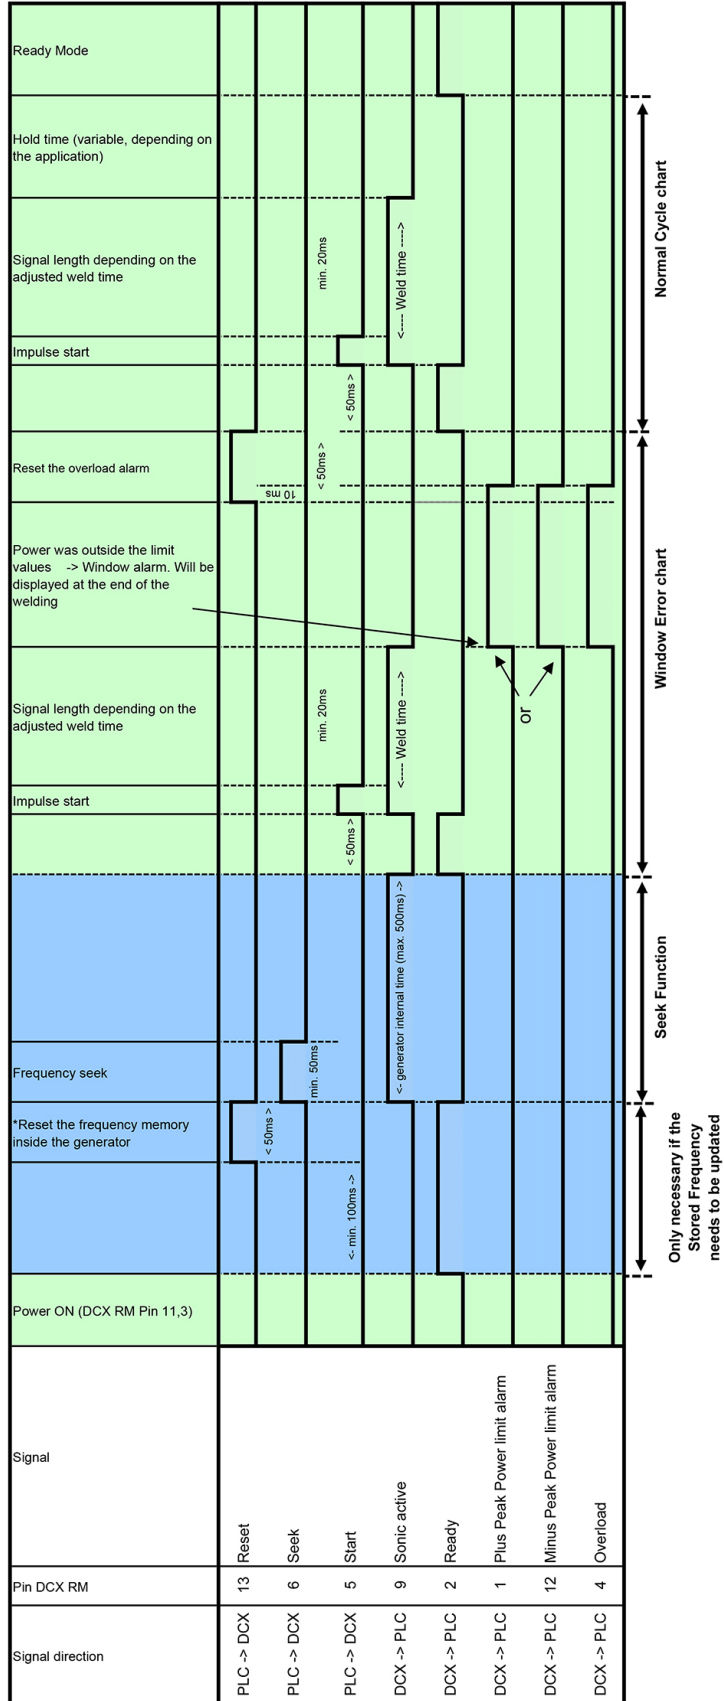 Ready Mode
Hold time (variable, depending on
the application)
Signal length depending on the
adjusted weld time
min. 20ms
<---- Weld time ---->
Impulse start
< 50ms >
Normal Cycle chart
Reset the overload alarm
10 ms
< 50ms >
Power was outside the limit
values -> Window alarm. Will be
displayed at the end of the
welding
or
Signal length depending on the
adjusted weld time
min. 20ms
<---- Weld time ---->
Impulse start
< 50ms >
Window Error chart
<- generator internal time (max. 500ms) ->
Frequency seek
min. 50ms
Seek Function
*Reset the frequency memory
inside the generator
< 50ms >
<- min. 100ms ->
Only necessary if the
Stored Frequency
needs to be updated
Power ON (DCX RM Pin 11,3)
Signal
Reset
Seek
Start
Sonic active
Ready
Plus Peak Power limit alarm
Minus Peak Power limit alarm
Overload
Pin DCX RM
13
6
5
9
2
1
12
4
Signal direction
PLC -> DCX
PLC -> DCX
PLC -> DCX
DCX -> PLC
DCX -> PLC
DCX -> PLC
DCX -> PLC
DCX -> PLC